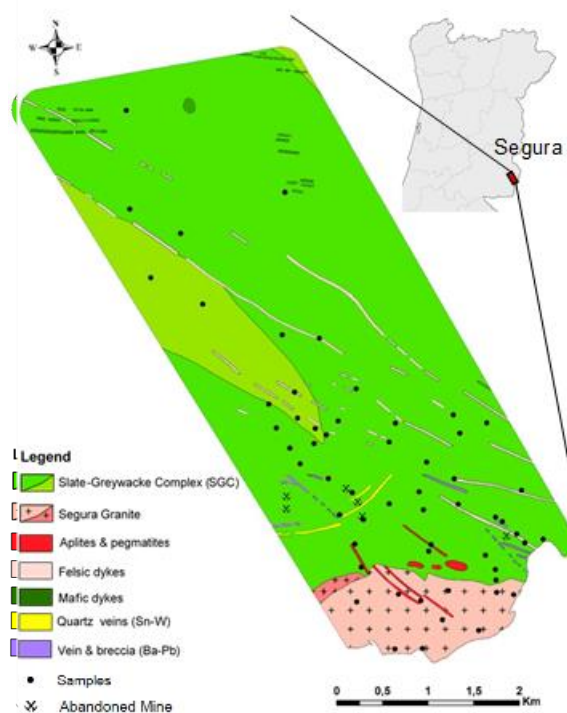 N
W E
S
Segura
Legend
Slate-Greywacke Complex (SGC)
Segura Granite
Aplites & pegmatites
Felsic dykes
Mafic dykes
Quartz veins (Sn-W)
Vein & breccia (Ba-Pb)
Samples
Abandoned Mine
0 0,5 1 1,5 2
Km